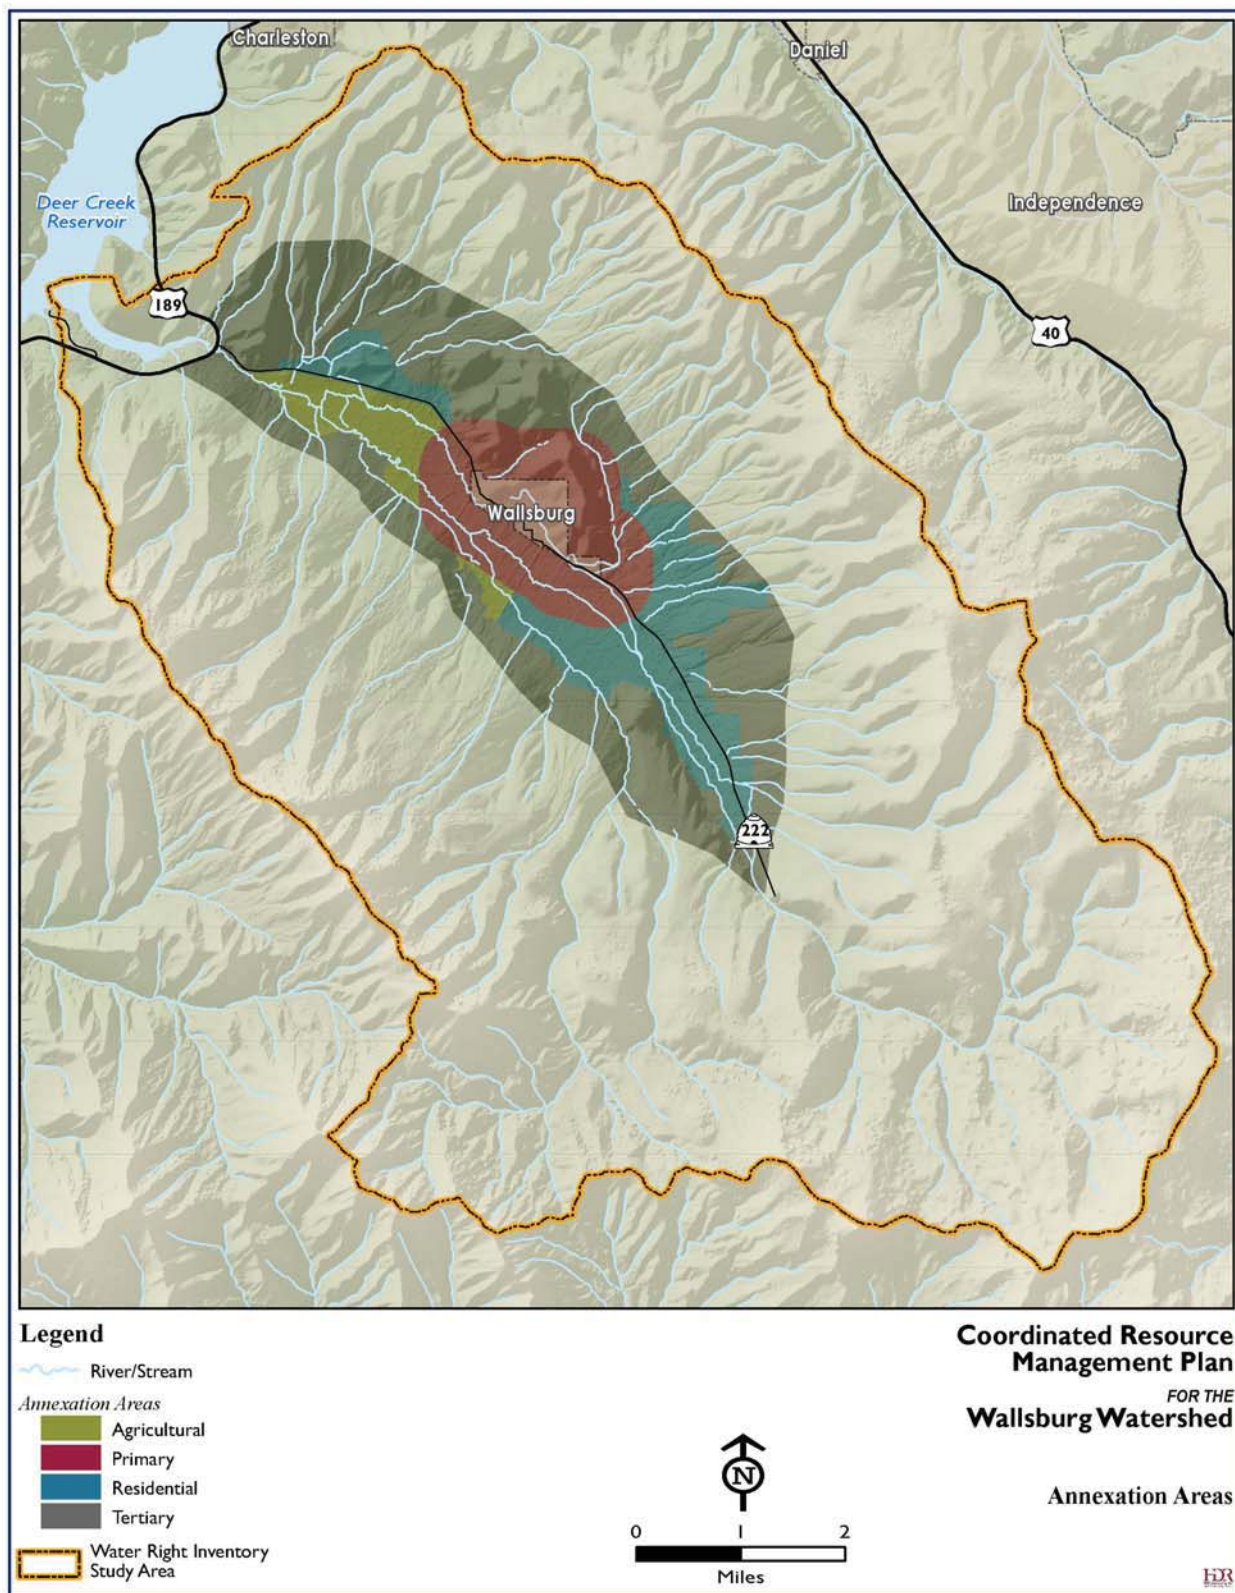 Charleston
Daniel
Deer Creek
Reservoir
Independence
189
40
Wallsburg
222
Legend
River/Stream
Annexation Areas
Agricultural
Primary
Residential
Tertiary
Water Right Inventory
Study Area
N
0 1 2
Miles
Coordinated Resource
Management Plan
FOR THE
Wallsburg Watershed
Annexation Areas
HDR